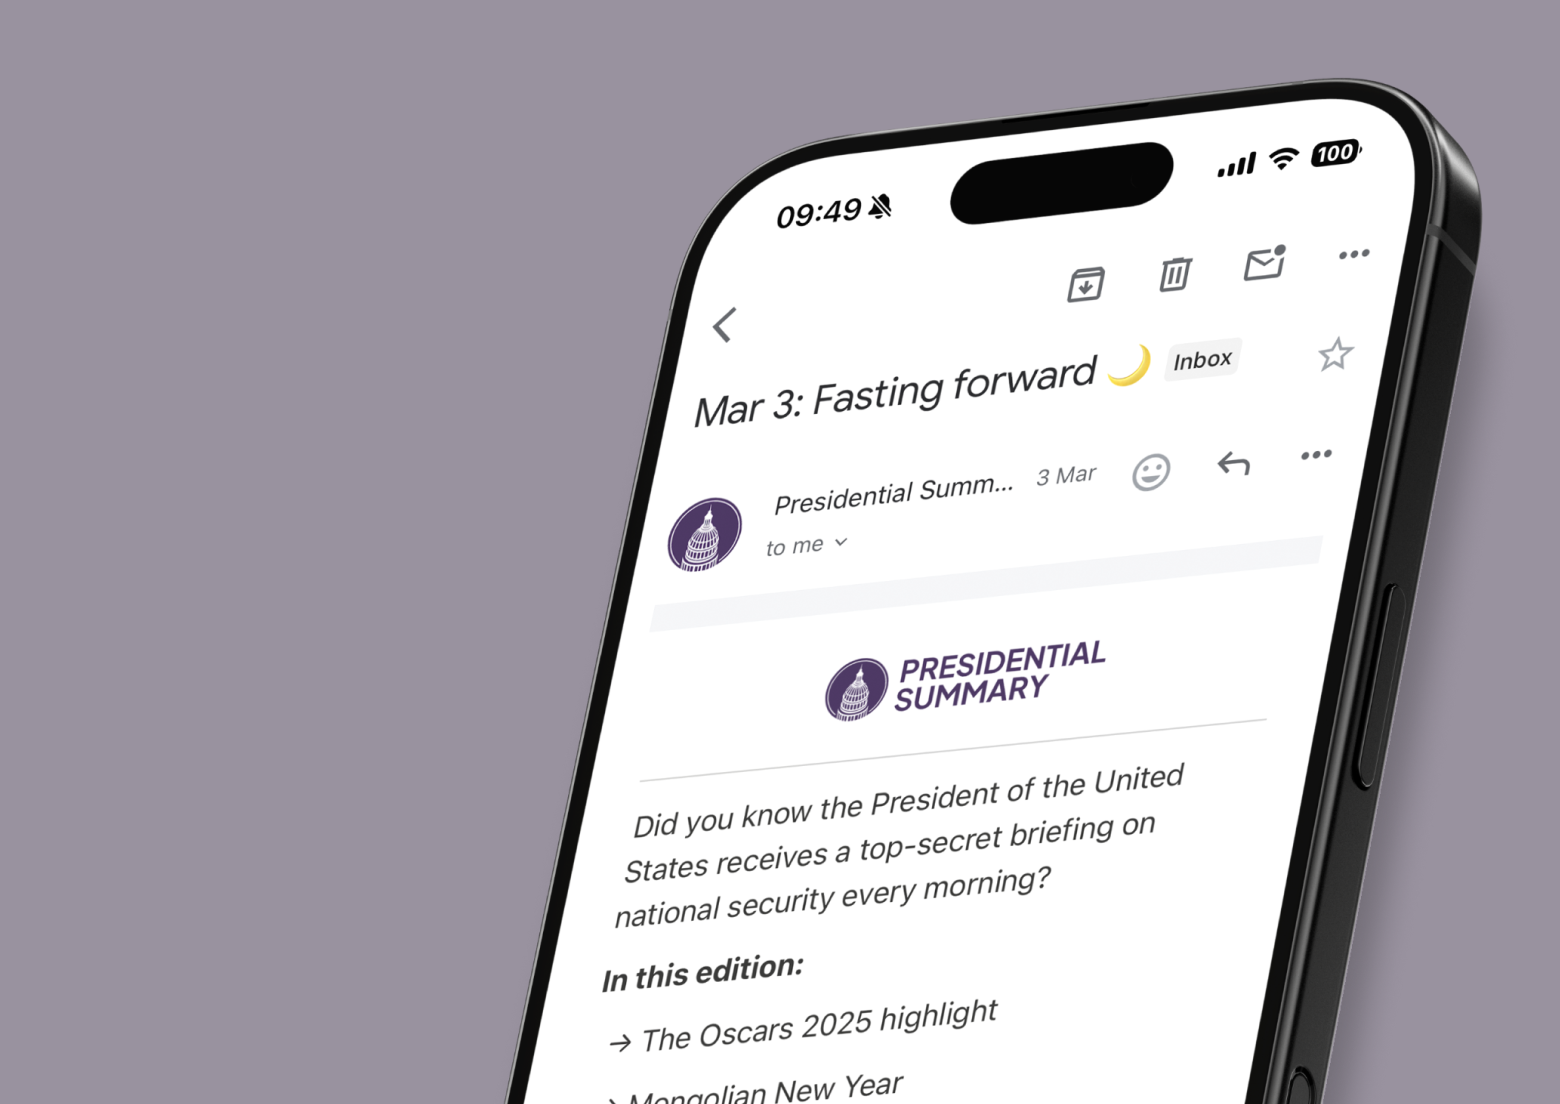 09:49
100
Mar 3: Fasting forward 🌙 Inbox
Presidential Summ... 3 Mar
to me
PRESIDENTIAL
SUMMARY
Did you know the President of the United
States receives a top-secret briefing on
national security every morning?
In this edition:
→ The Oscars 2025 highlight
Mongolian New Year